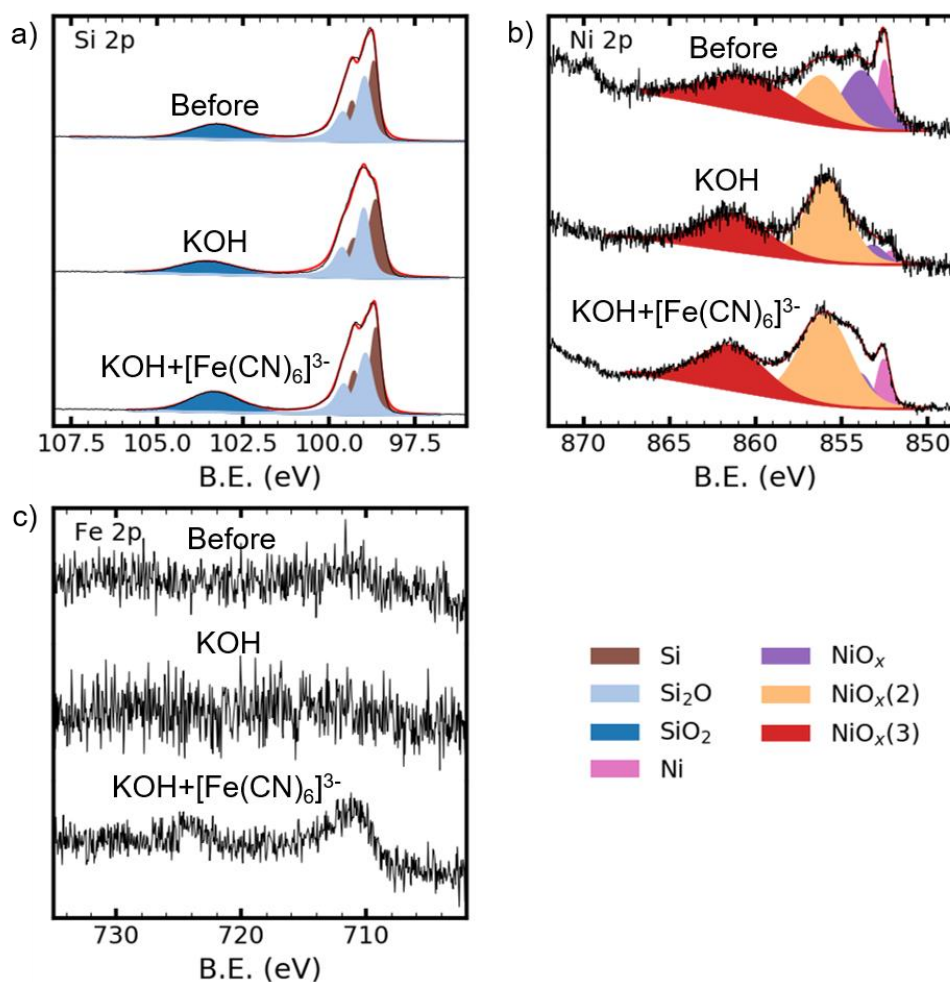 a)
Si 2p
Before
KOH
KOH+[Fe(CN)₆]³⁻
107.5 105.0 102.5 100.0 97.5
B.E. (eV)
b)
Ni 2p
Before
KOH
KOH+[Fe(CN)₆]³⁻
870 865 860 855 850
B.E. (eV)
c)
Fe 2p
Before
KOH
KOH+[Fe(CN)₆]³⁻
730 720 710
B.E. (eV)
Si
Si₂O
SiO₂
Ni
NiOₓ
NiOₓ(2)
NiOₓ(3)